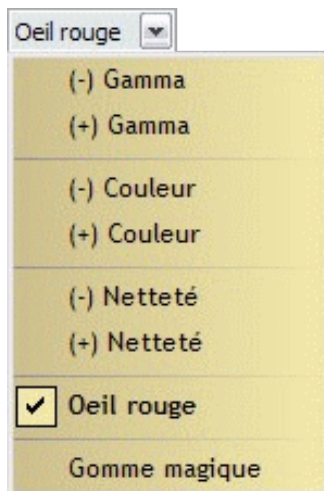 Oeil rouge
(-) Gamma
(+) Gamma
(-) Couleur
(+) Couleur
(-) Netteté
(+) Netteté
Oeil rouge
Gomme magique